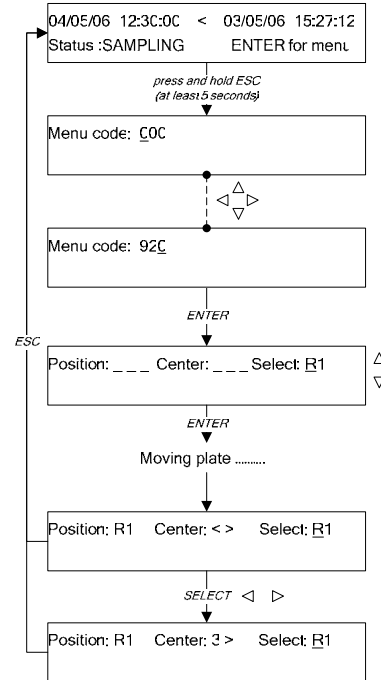 04/05/06 12:30:00 < 03/05/06 15:27:12
Status :SAMPLING ENTER for menu
press and hold ESC
(at least 5 seconds)
Menu code: 000
Menu code: 920
ENTER
ESC
Position: _ _ _ Center: _ _ _ Select: R1
ENTER
Moving plate ..........
Position: R1 Center: < > Select: R1
SELECT
Position: R1 Center: 3 > Select: R1